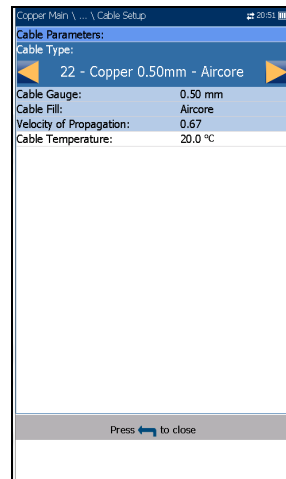 Copper Main \ ... \ Cable Setup 20:51
Cable Parameters:
Cable Type:
22 - Copper 0.50mm - Aircore
Cable Gauge: 0.50 mm
Cable Fill: Aircore
Velocity of Propagation: 0.67
Cable Temperature: 20.0 °C
Press to close